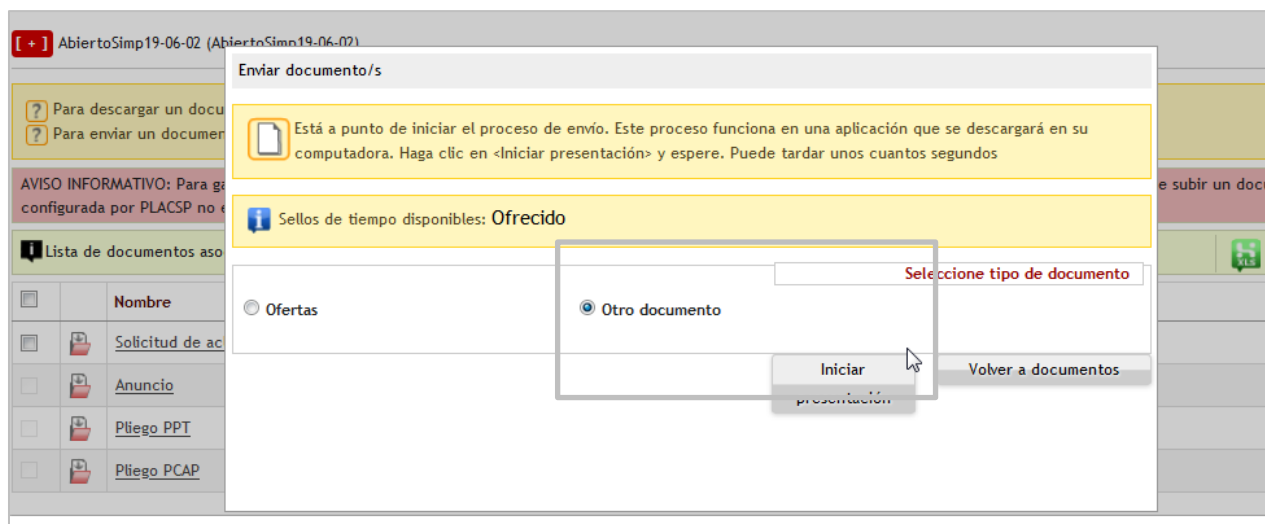 [ + ] AbiertoSimp19-06-02 (AbiertoSimp19-06-02)
Enviar documento/s
? Para descargar un docu
? Para enviar un documen
Está a punto de iniciar el proceso de envío. Este proceso funciona en una aplicación que se descargará en su
computadora. Haga clic en <Iniciar presentación> y espere. Puede tardar unos cuantos segundos
AVISO INFORMATIVO: Para ga
e subir un doc
configurada por PLACSP no e
Sellos de tiempo disponibles: Ofrecido
Lista de documentos aso
XLS
Seleccione tipo de documento
Nombre
Ofertas
Otro documento
Solicitud de ac
Iniciar
presentación
Volver a documentos
Anuncio
Pliego PPT
Pliego PCAP